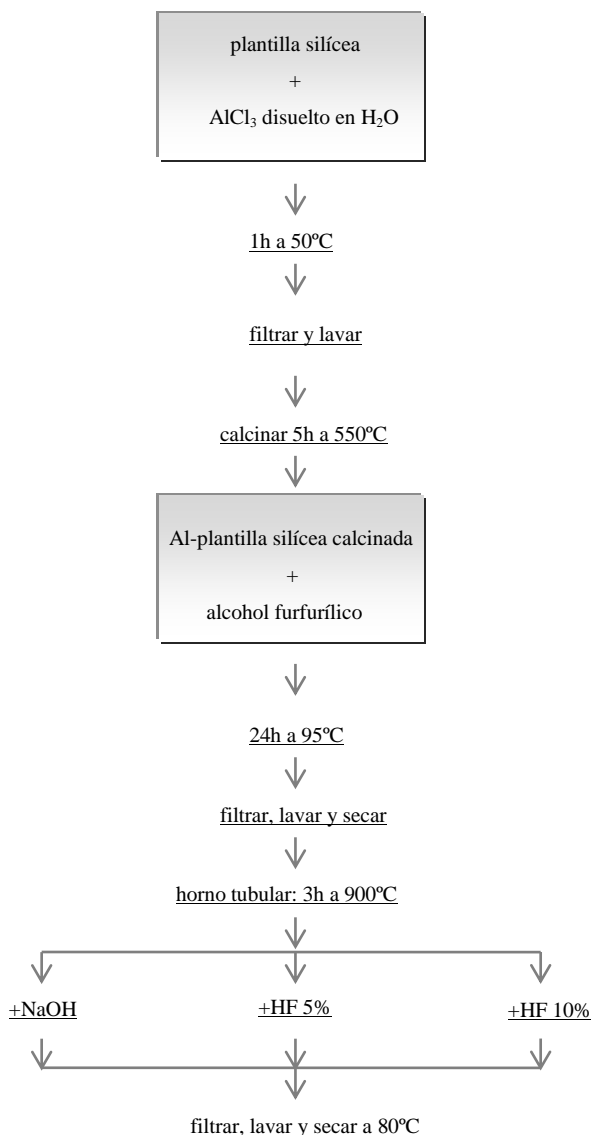 plantilla silícea
+
AlCl₃ disuelto en H₂O
1h a 50ºC
filtrar y lavar
calcinar 5h a 550ºC
Al-plantilla silícea calcinada
+
alcohol furfurílico
24h a 95ºC
filtrar, lavar y secar
horno tubular: 3h a 900ºC
+NaOH
+HF 5%
+HF 10%
filtrar, lavar y secar a 80ºC